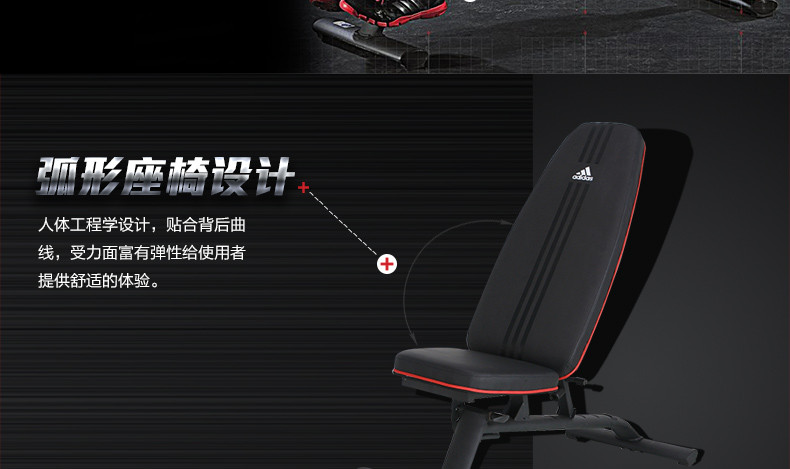 弧形座椅设计
人体工程学设计，贴合背后曲
线，受力面富有弹性给使用者
提供舒适的体验。
adidas